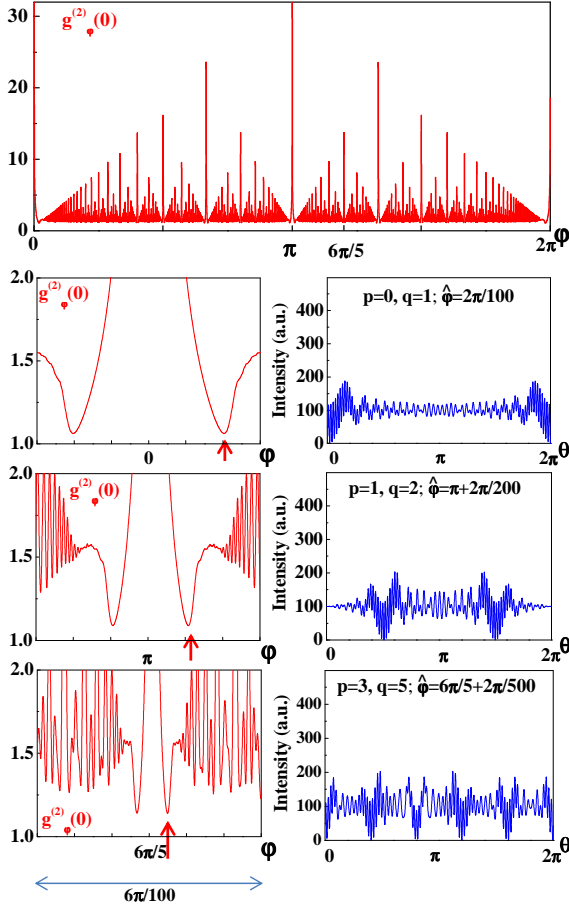 g⁽²⁾φ(0)
30
20
10
0
0 π 6π/5 2π φ
2.0
g⁽²⁾φ(0)
1.5
1.0
0 φ
Intensity (a.u.)
400
300
200
100
0
p=0, q=1; φ̂=2π/100
0 π 2π θ
2.0
g⁽²⁾φ(0)
1.5
1.0
π φ
Intensity (a.u.)
400
300
200
100
0
p=1, q=2; φ̂=π+2π/200
0 π 2π θ
2.0
1.5
g⁽²⁾φ(0)
1.0
6π/5 φ
6π/100
Intensity (a.u.)
400
300
200
100
0
p=3, q=5; φ̂=6π/5+2π/500
0 π 2π θ